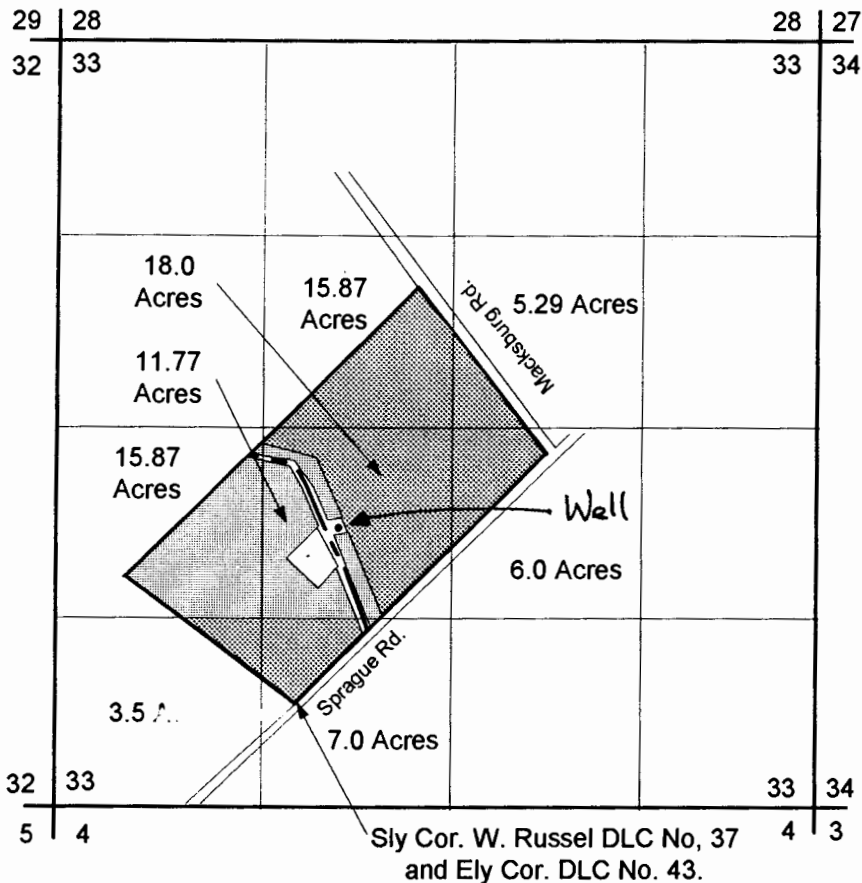 29 28
28 27
32 33
33 34
18.0
Acres
15.87
Acres
Macksburg Rd.
5.29 Acres
11.77
Acres
15.87
Acres
Well
6.0 Acres
Sprague Rd.
3.5
7.0 Acres
32 33
33 34
5 4
4 3
Sly Cor. W. Russel DLC No, 37
and Ely Cor. DLC No. 43.